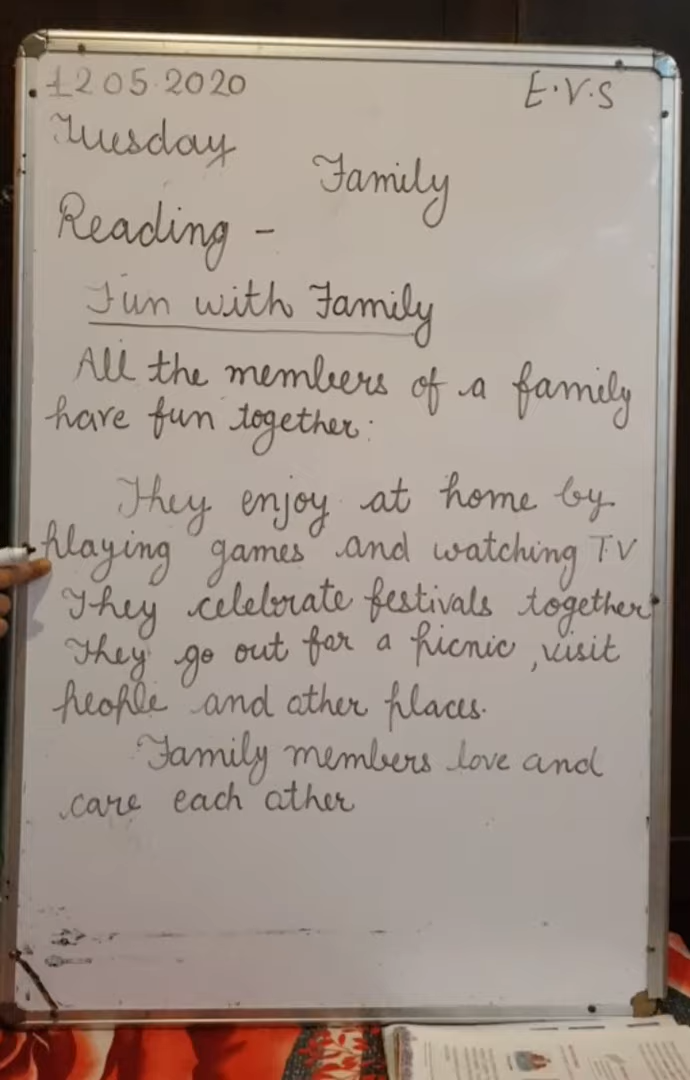 12.05.2020 E.V.S
Tuesday
Family
Reading -
Fun with Family
All the members of a family
have fun together:
They enjoy at home by
playing games and watching T.V
They celebrate festivals together
They go out for a picnic, visit
people and other places.
Family members love and
care each other